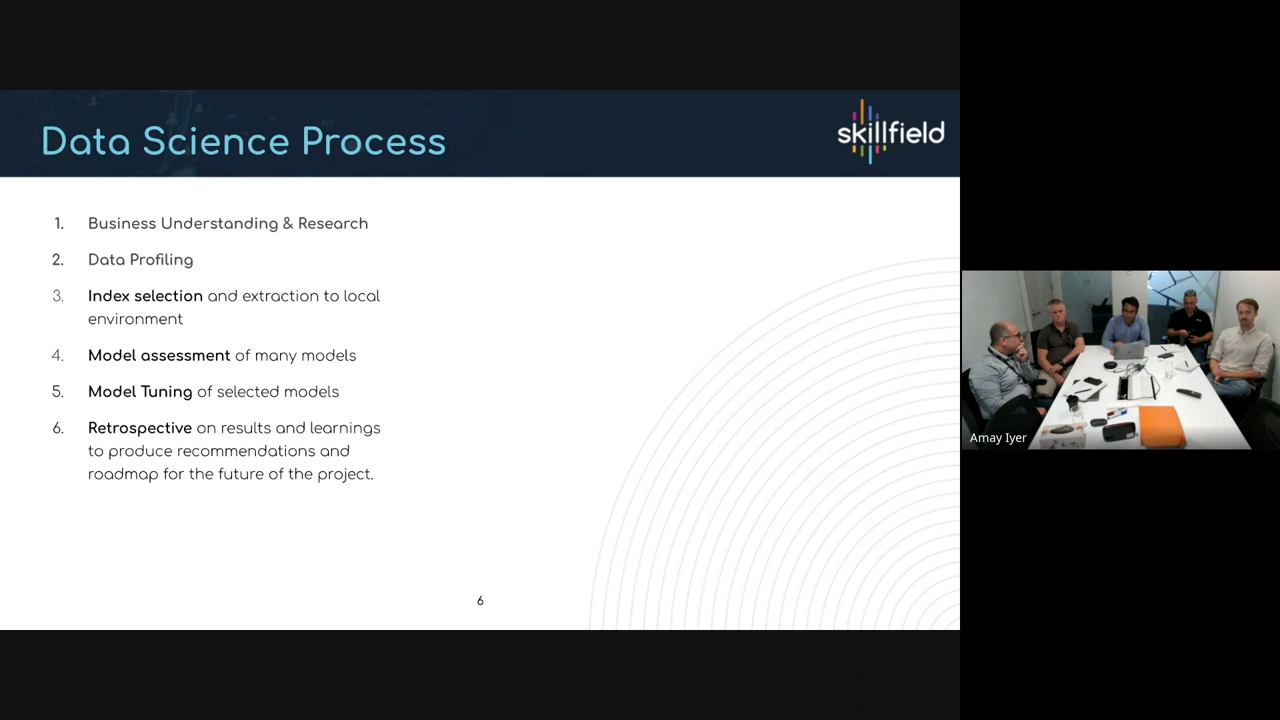 Data Science Process
skillfield
1. Business Understanding & Research
2. Data Profiling
3. Index selection and extraction to local
environment
4. Model assessment of many models
5. Model Tuning of selected models
6. Retrospective on results and learnings
to produce recommendations and
roadmap for the future of the project.
6
Amay Iyer